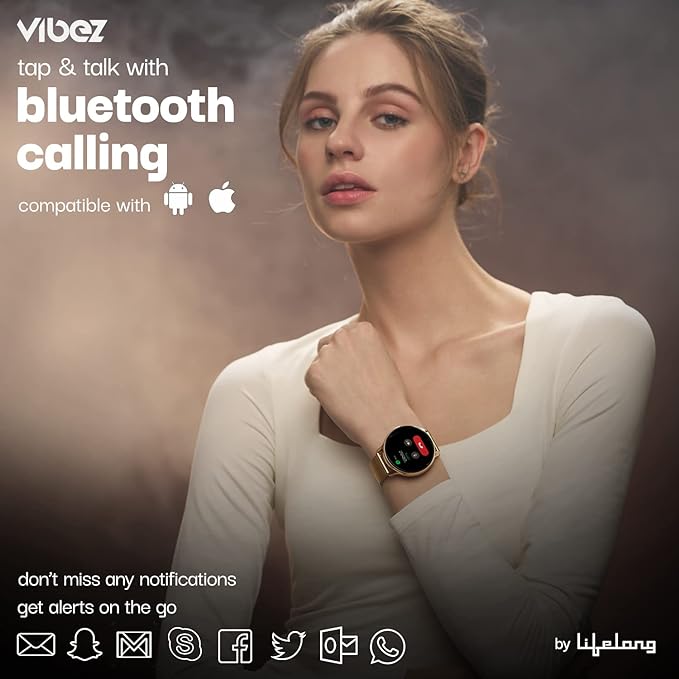 vibez
tap & talk with
bluetooth
calling
compatible with
don't miss any notifications
get alerts on the go
by lifelong